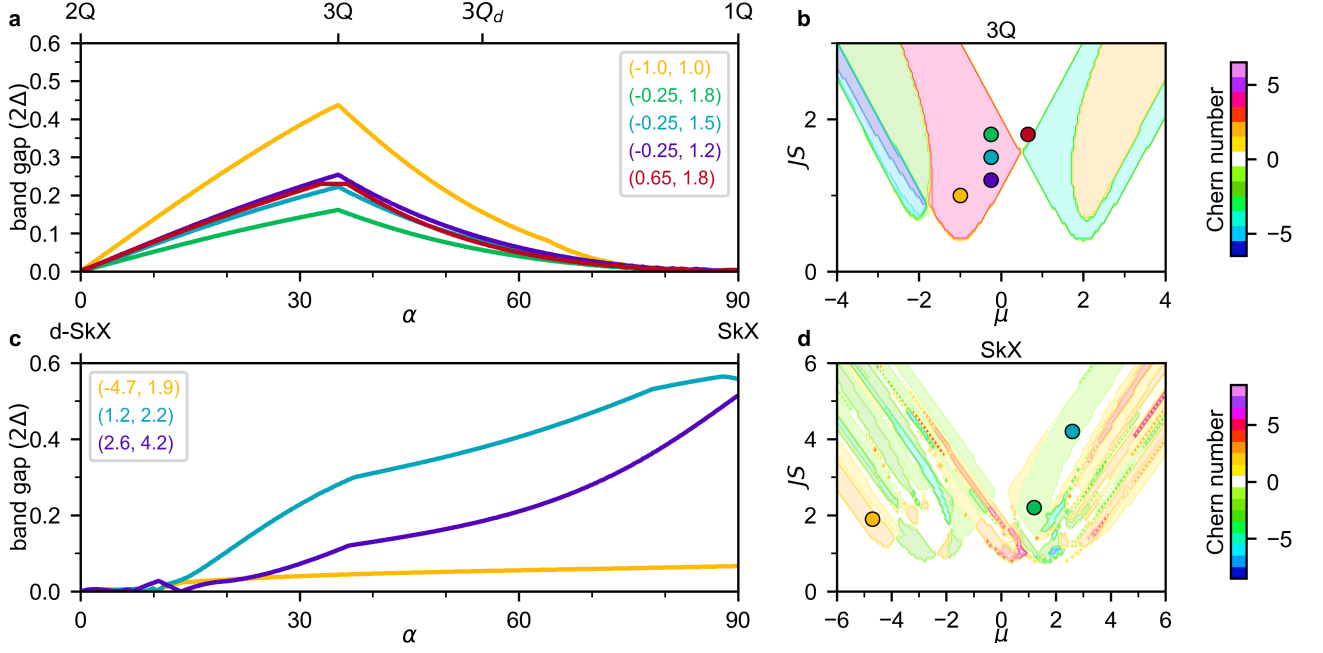 a
2Q 3Q 3Q_d 1Q
0.6
0.5
0.4
0.3
0.2
0.1
0.0
band gap (2Δ)
(-1.0, 1.0)
(-0.25, 1.8)
(-0.25, 1.5)
(-0.25, 1.2)
(0.65, 1.8)
0 30 60 90
α
b
3Q
2
0
JS
−4 −2 0 2 4
μ
Chern number
5
0
−5
c
d-SkX SkX
0.6
0.4
0.2
0.0
band gap (2Δ)
(-4.7, 1.9)
(1.2, 2.2)
(2.6, 4.2)
0 30 60 90
α
d
SkX
6
4
2
0
JS
−6 −4 −2 0 2 4 6
μ
Chern number
5
0
−5